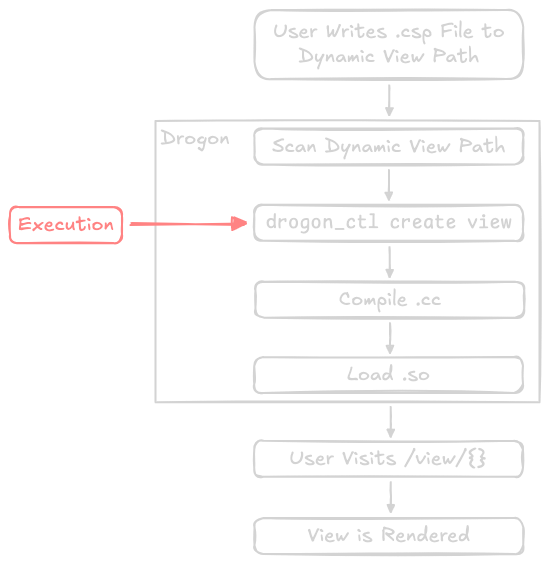 User Writes .csp File to
Dynamic View Path
Drogon
Scan Dynamic View Path
Execution
drogon_ctl create view
Compile .cc
Load .so
User Visits /view/{}
View is Rendered